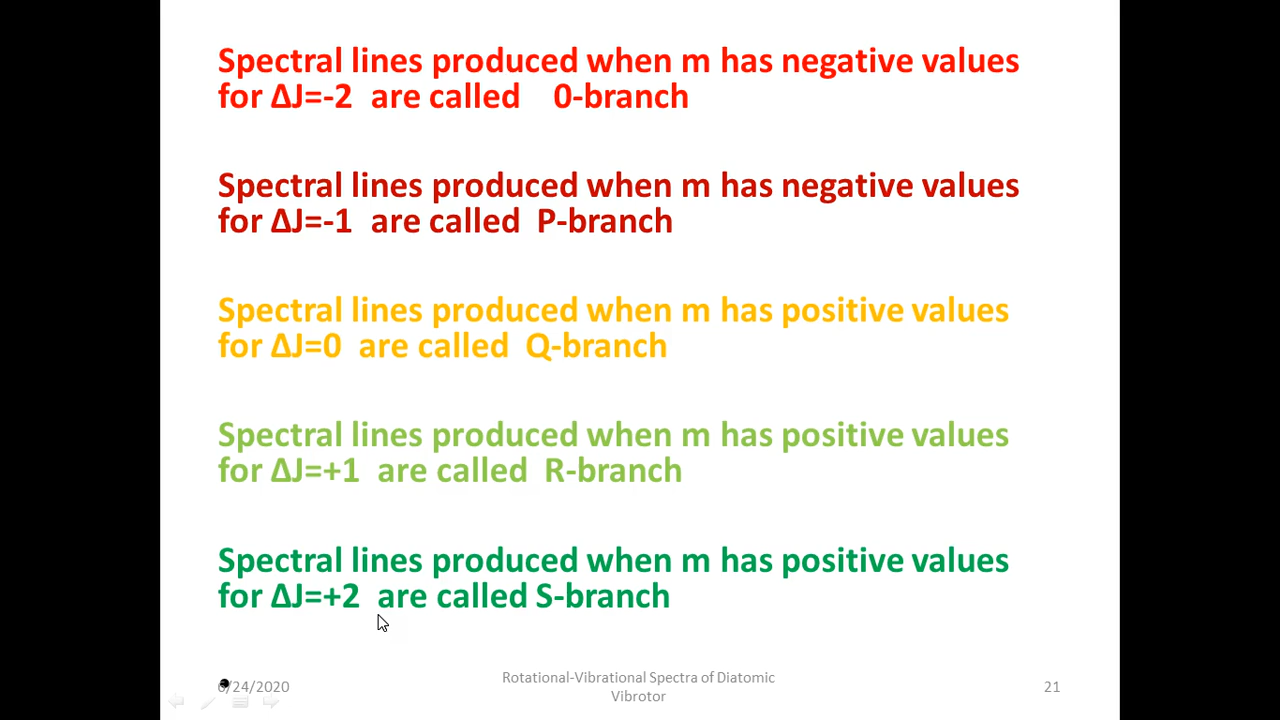 Spectral lines produced when m has negative values
for ΔJ=-2 are called 0-branch
Spectral lines produced when m has negative values
for ΔJ=-1 are called P-branch
Spectral lines produced when m has positive values
for ΔJ=0 are called Q-branch
Spectral lines produced when m has positive values
for ΔJ=+1 are called R-branch
Spectral lines produced when m has positive values
for ΔJ=+2 are called S-branch
6/24/2020
Rotational-Vibrational Spectra of Diatomic
Vibrotor
21